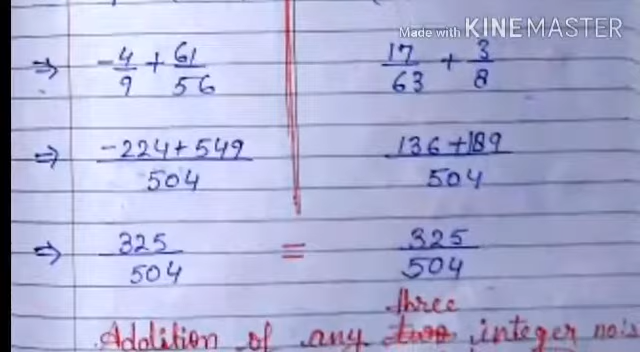 Made with KINEMASTER
⇒ -4/9 + 61/56 17/63 + 3/8
⇒ -224+549/504 136+189/504
⇒ 325/504 = 325/504
three
Addition of any two integer no's